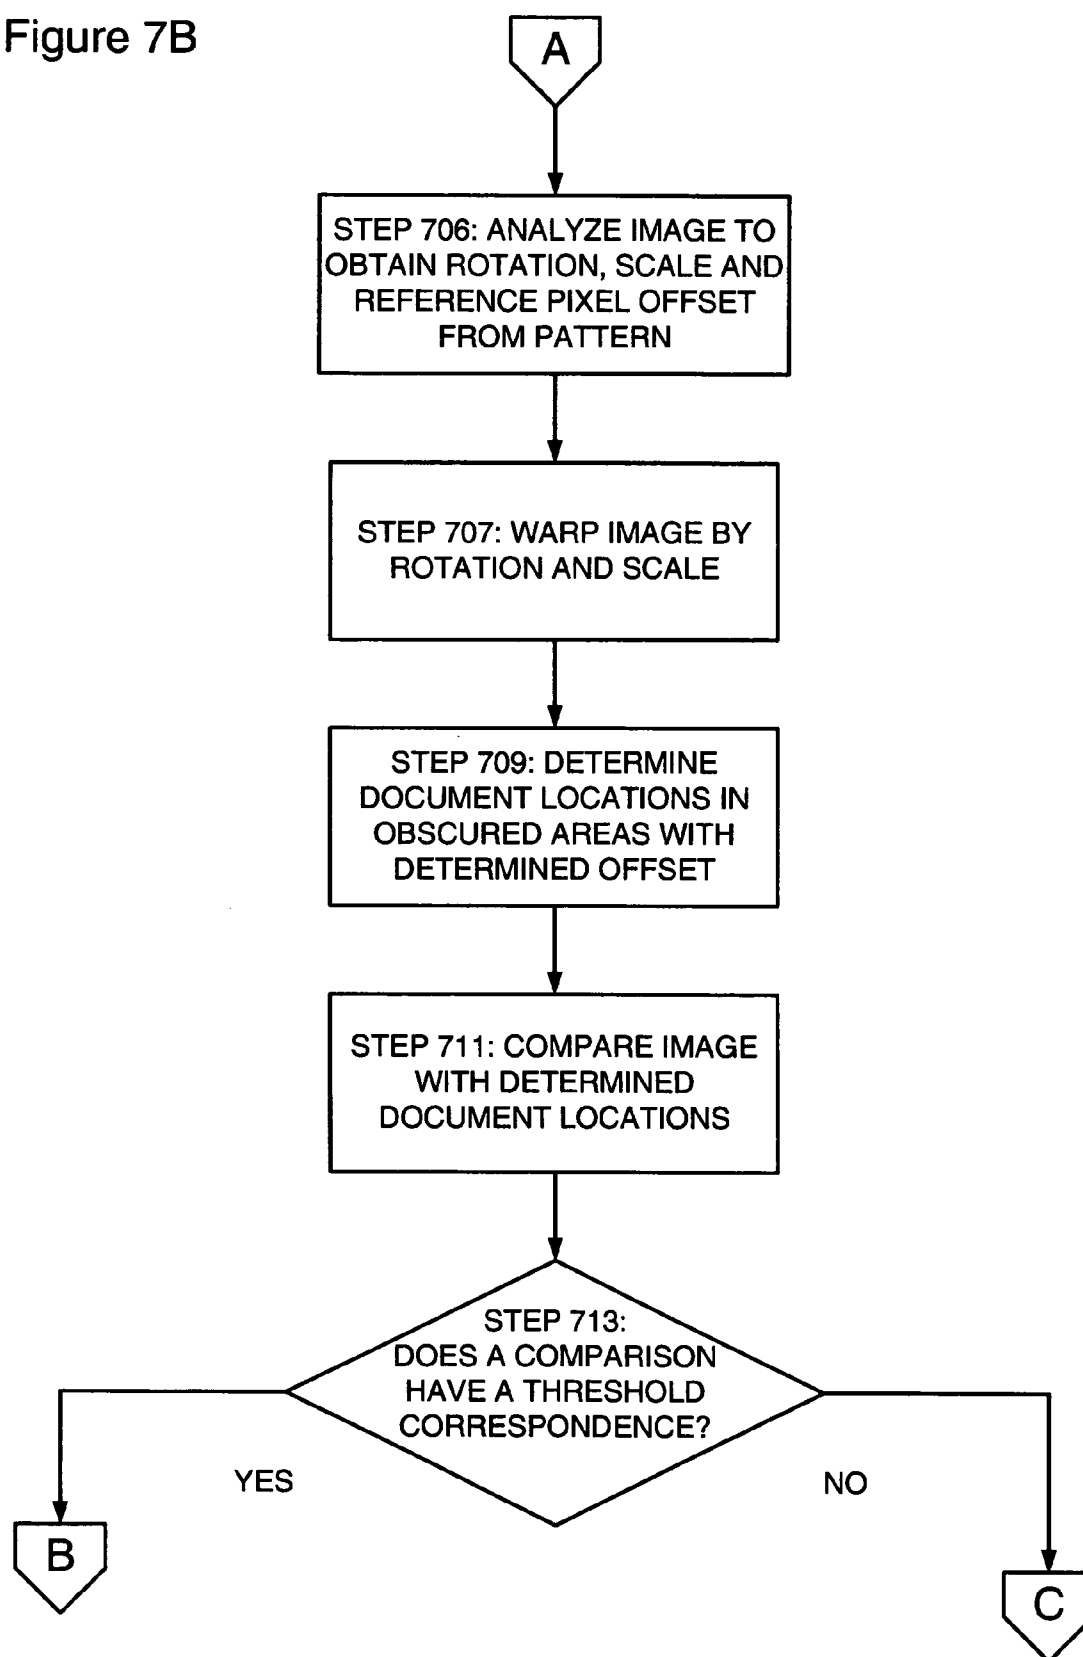 Figure 7B
A
STEP 706: ANALYZE IMAGE TO
OBTAIN ROTATION, SCALE AND
REFERENCE PIXEL OFFSET
FROM PATTERN
STEP 707: WARP IMAGE BY
ROTATION AND SCALE
STEP 709: DETERMINE
DOCUMENT LOCATIONS IN
OBSCURED AREAS WITH
DETERMINED OFFSET
STEP 711: COMPARE IMAGE
WITH DETERMINED
DOCUMENT LOCATIONS
STEP 713:
DOES A COMPARISON
HAVE A THRESHOLD
CORRESPONDENCE?
YES
NO
B
C